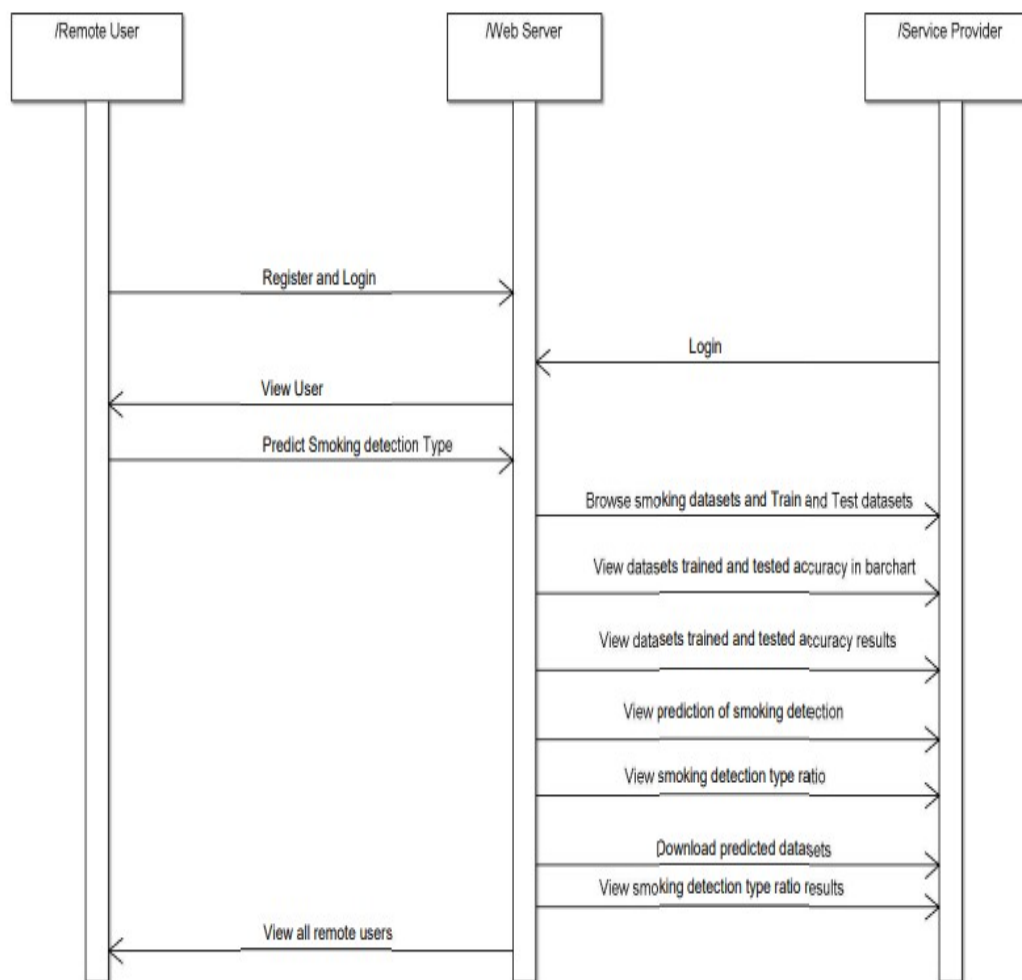 /Remote User
/Web Server
/Service Provider
Register and Login
Login
View User
Predict Smoking detection Type
Browse smoking datasets and Train and Test datasets
View datasets trained and tested accuracy in barchart
View datasets trained and tested accuracy results
View prediction of smoking detection
View smoking detection type ratio
Download predicted datasets
View smoking detection type ratio results
View all remote users